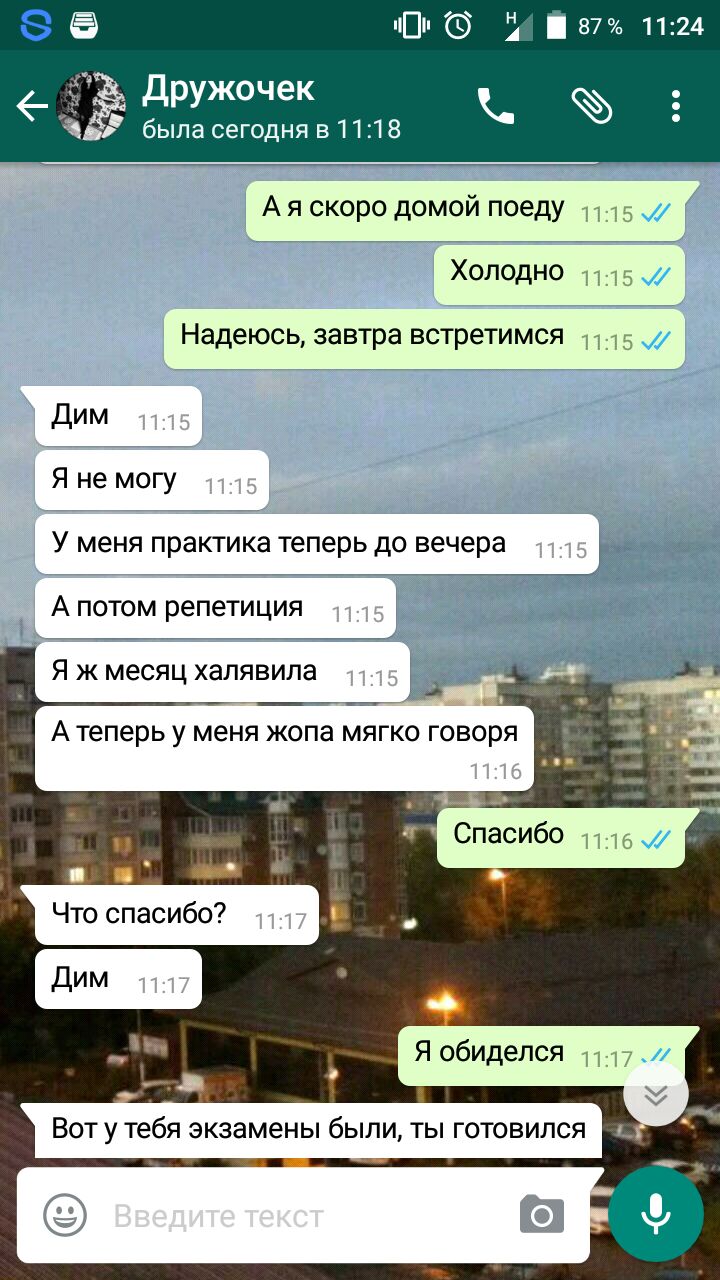 H 87 % 11:24
Дружочек
была сегодня в 11:18
А я скоро домой поеду 11:15
Холодно 11:15
Надеюсь, завтра встретимся 11:15
Дим 11:15
Я не могу 11:15
У меня практика теперь до вечера 11:15
А потом репетиция 11:15
Я ж месяц халявила 11:15
А теперь у меня жопа мягко говоря
11:16
Спасибо 11:16
Что спасибо? 11:17
Дим 11:17
Я обиделся 11:17
Вот у тебя экзамены были, ты готовился
Введите текст